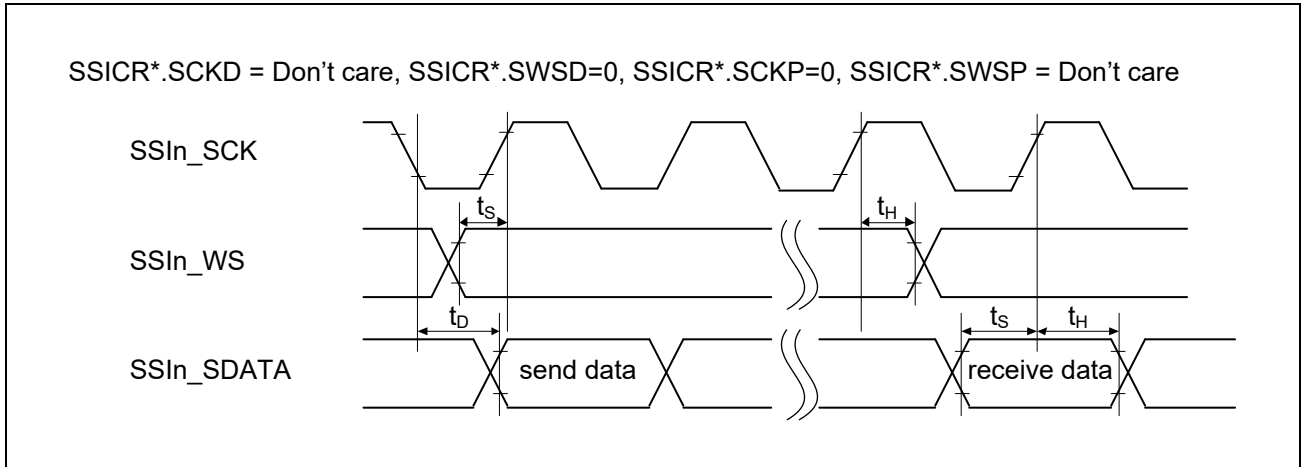 SSICR*.SCKD = Don’t care, SSICR*.SWSD=0, SSICR*.SCKP=0, SSICR*.SWSP = Don’t care
SSIn_SCK
tS tH
SSIn_WS
tD tS tH
SSIn_SDATA send data receive data